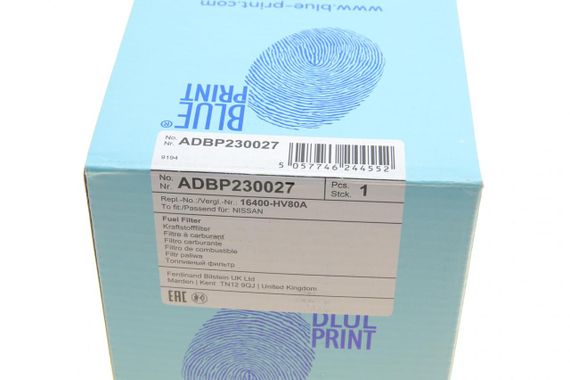 www.blue-print.com
BLUE
PRINT
®
No.
Nr. ADBP230027
9194
5 057746 244552
No.
Nr. ADBP230027
Pcs.
Stck. 1
Repl.-No.:/Vergl.-Nr.: 16400-HV80A
To fit:/Passend für: NISSAN
Fuel Filter
Kraftstofffilter
Filtre à carburant
Filtro carburante
Filtro de combustible
Filtr paliwa
Топливный фильтр
Ferdinand Bilstein UK Ltd
Marden | Kent TN12 9QJ | United Kingdom
EAC
BLUE
PRINT